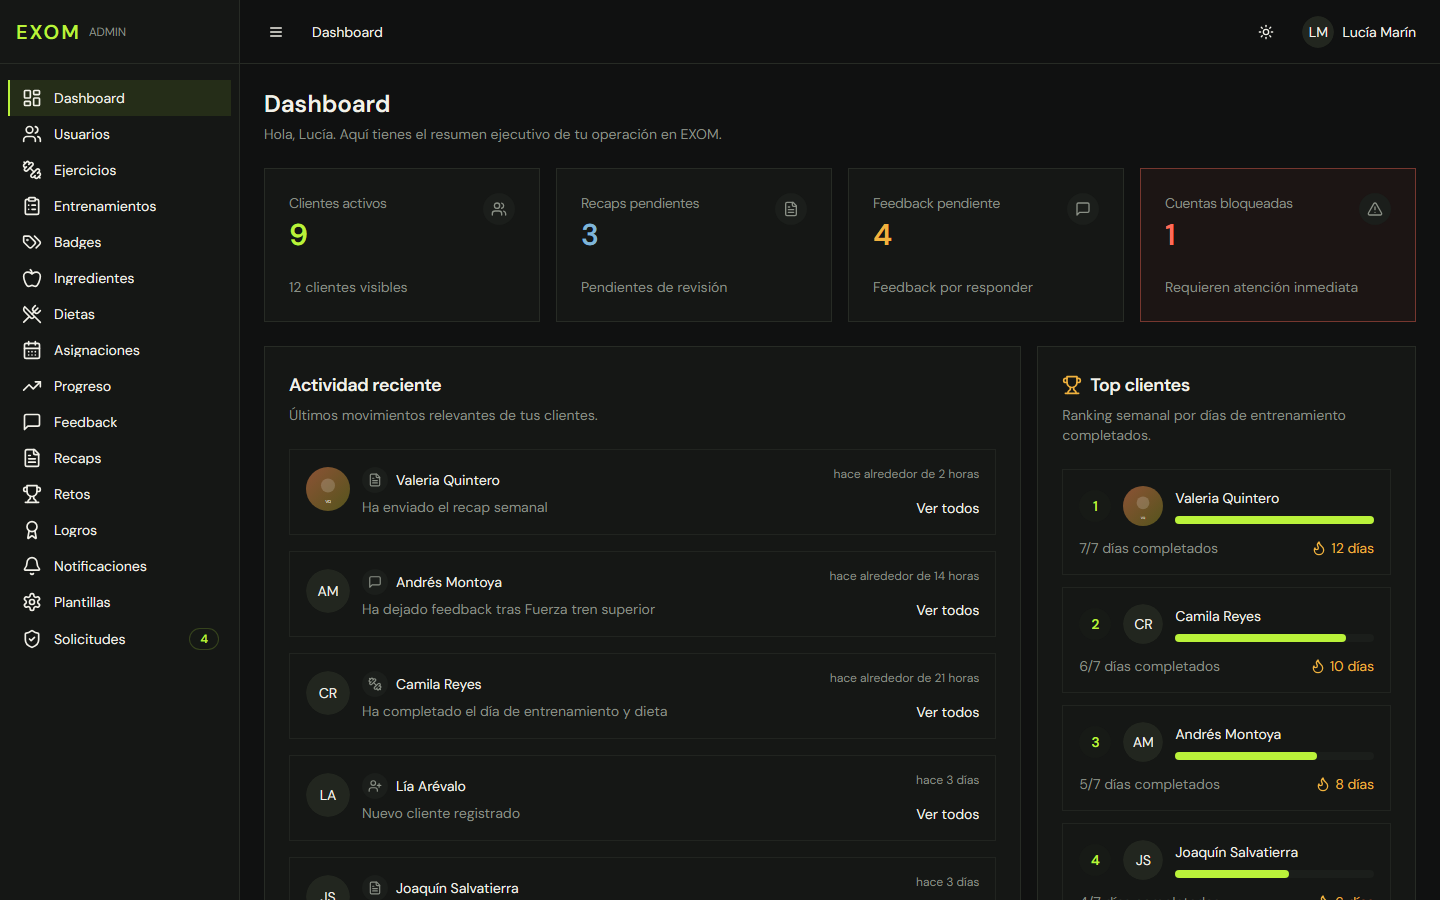 EXOM ADMIN
Dashboard
Usuarios
Ejercicios
Entrenamientos
Badges
Ingredientes
Dietas
Asignaciones
Progreso
Feedback
Recaps
Retos
Logros
Notificaciones
Plantillas
Solicitudes 4
Dashboard
LM Lucía Marín
Dashboard
Hola, Lucía. Aquí tienes el resumen ejecutivo de tu operación en EXOM.
Clientes activos
9
12 clientes visibles
Recaps pendientes
3
Pendientes de revisión
Feedback pendiente
4
Feedback por responder
Cuentas bloqueadas
1
Requieren atención inmediata
Actividad reciente
Últimos movimientos relevantes de tus clientes.
Valeria Quintero
hace alrededor de 2 horas
Ha enviado el recap semanal
Ver todos
AM
Andrés Montoya
hace alrededor de 14 horas
Ha dejado feedback tras Fuerza tren superior
Ver todos
CR
Camila Reyes
hace alrededor de 21 horas
Ha completado el día de entrenamiento y dieta
Ver todos
LA
Lía Arévalo
hace 3 días
Nuevo cliente registrado
Ver todos
JS
Joaquín Salvatierra
hace 3 días
Top clientes
Ranking semanal por días de entrenamiento
completados.
1
Valeria Quintero
7/7 días completados
12 días
2
CR
Camila Reyes
6/7 días completados
10 días
3
AM
Andrés Montoya
5/7 días completados
8 días
4
JS
Joaquín Salvatierra